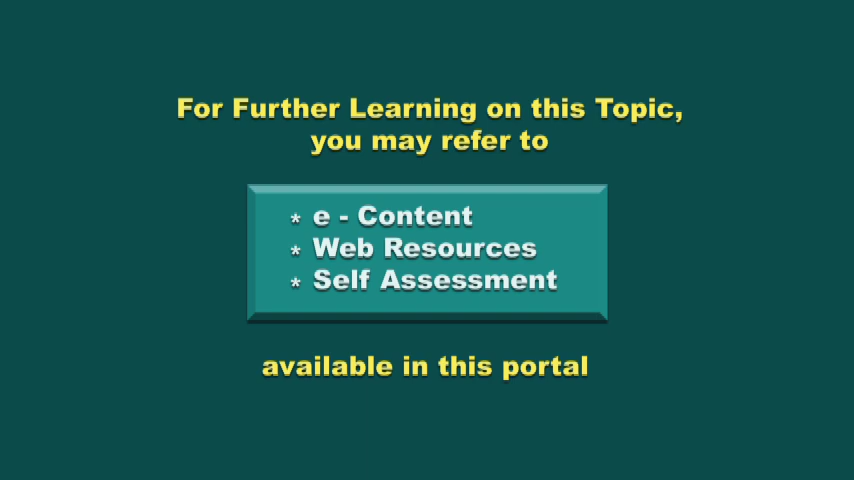 For Further Learning on this Topic,
you may refer to
* e - Content
* Web Resources
* Self Assessment
available in this portal